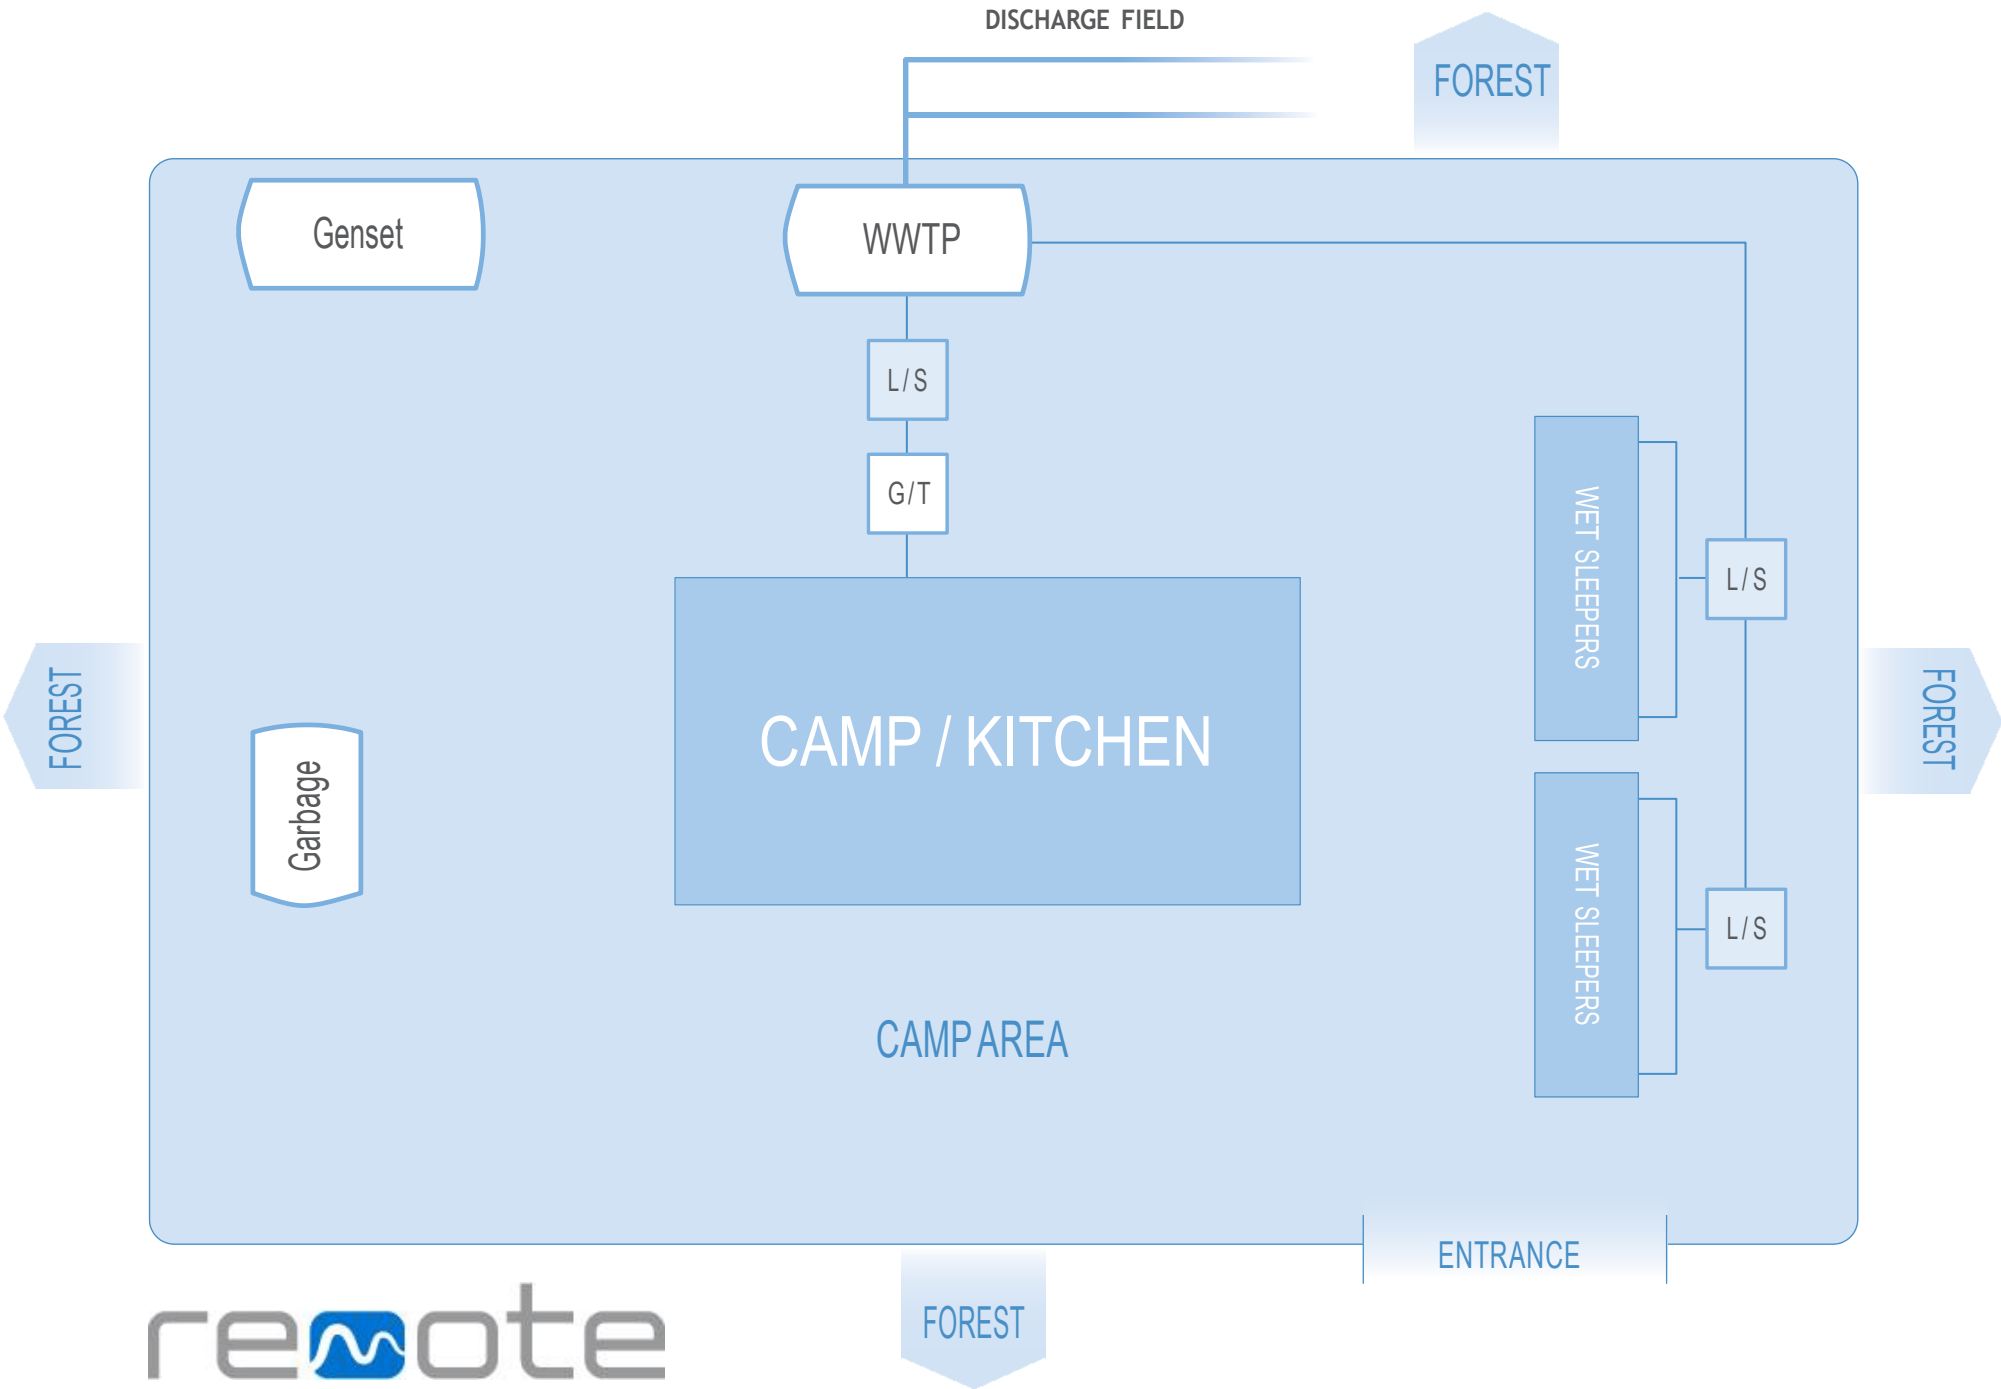 DISCHARGE FIELD
FOREST
Genset
WWTP
L/S
G/T
WET SLEEPERS
L/S
FOREST
FOREST
CAMP / KITCHEN
Garbage
WET SLEEPERS
L/S
CAMP AREA
ENTRANCE
FOREST
remote